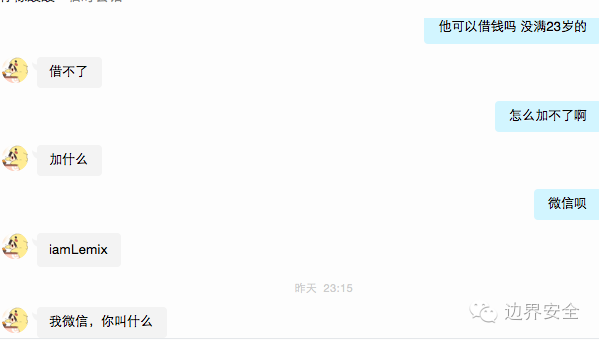 他可以借钱吗 没满23岁的
借不了
怎么加不了啊
加什么
微信呗
iamLemix
昨天 23:15
我微信，你叫什么
边界安全